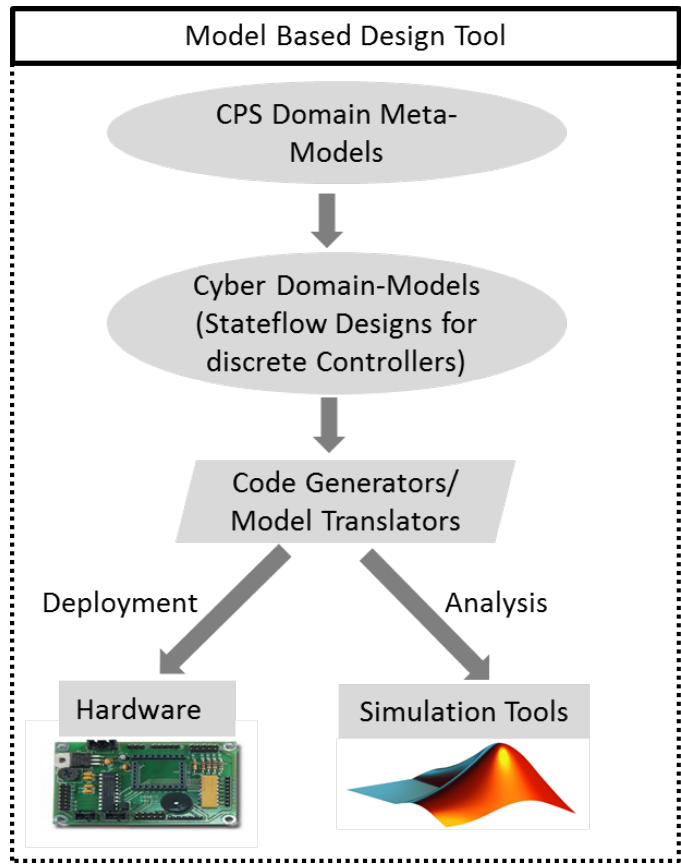 Model Based Design Tool
CPS Domain Meta-
Models
Cyber Domain-Models
(Stateflow Designs for
discrete Controllers)
Code Generators/
Model Translators
Deployment
Analysis
Hardware
Simulation Tools